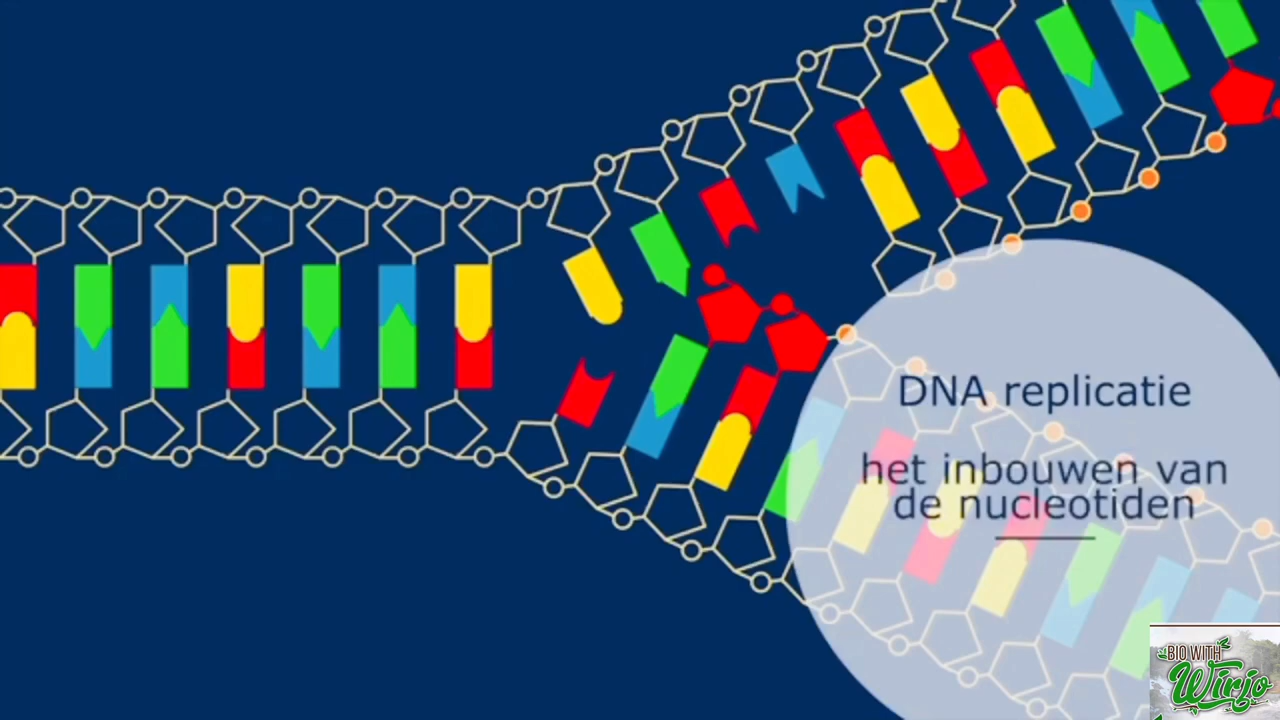 DNA replicatie
het inbouwen van
de nucleotiden
BIO WITH
Wirjo